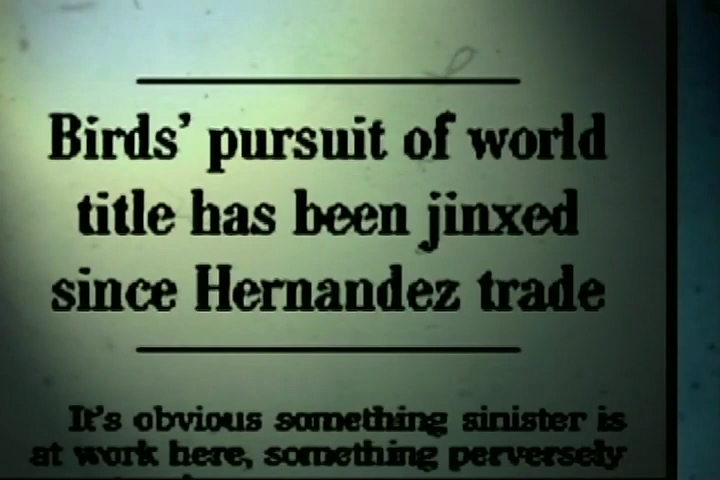 Birds' pursuit of world
title has been jinxed
since Hernandez trade
It's obvious something sinister is
at work here, something perversely